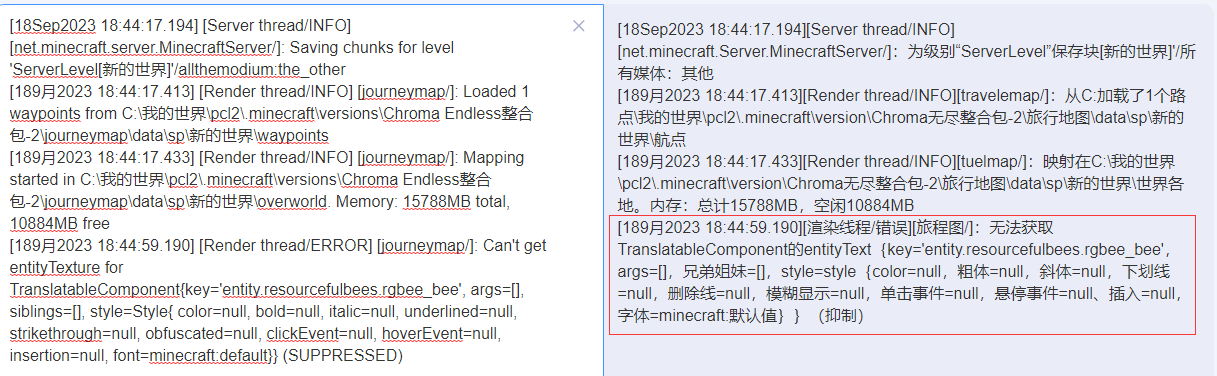 [18Sep2023 18:44:17.194] [Server thread/INFO]
[net.minecraft.server.MinecraftServer/]: Saving chunks for level
'ServerLevel[新的世界]'/allthemodium:the_other
[189月2023 18:44:17.413] [Render thread/INFO] [journeymap/]: Loaded 1
waypoints from C:\我的世界\pcl2\.minecraft\versions\Chroma Endless整合
包-2\journeymap\data\sp\新的世界\waypoints
[189月2023 18:44:17.433] [Render thread/INFO] [journeymap/]: Mapping
started in C:\我的世界\pcl2\.minecraft\versions\Chroma Endless整合
包-2\journeymap\data\sp\新的世界\overworld. Memory: 15788MB total,
10884MB free
[189月2023 18:44:59.190] [Render thread/ERROR] [journeymap/]: Can't get
entityTexture for
TranslatableComponent{key='entity.resourcefulbees.rgbee_bee', args=[],
siblings=[], style=Style{ color=null, bold=null, italic=null, underlined=null,
strikethrough=null, obfuscated=null, clickEvent=null, hoverEvent=null,
insertion=null, font=minecraft:default}} (SUPPRESSED)
[18Sep2023 18:44:17.194][Server thread/INFO]
[net.minecraft.Server.MinecraftServer/]：为级别“ServerLevel”保存块[新的世界]'/所
有媒体：其他
[189月2023 18:44:17.413][Render thread/INFO][travelemap/]：从C:加载了1个路
点\我的世界\pcl2\.minecraft\version\Chroma无尽整合包-2\旅行地图\data\sp\新的
世界\航点
[189月2023 18:44:17.433][Render thread/INFO][tuelmap/]：映射在C:\我的世界
\pcl2\.minecraft\version\Chroma无尽整合包-2\旅行地图\data\sp\新的世界\世界各
地。内存：总计15788MB，空闲10884MB
[189月2023 18:44:59.190][渲染线程/错误][旅程图/]：无法获取
TranslatableComponent的entityText｛key='entity.resourcefulbees.rgbee_bee'，
args=[]，兄弟姐妹=[]，style=style｛color=null，粗体=null，斜体=null，下划线
=null，删除线=null，模糊显示=null，单击事件=null，悬停事件=null、插入=null，
字体=minecraft:默认值｝｝（抑制）